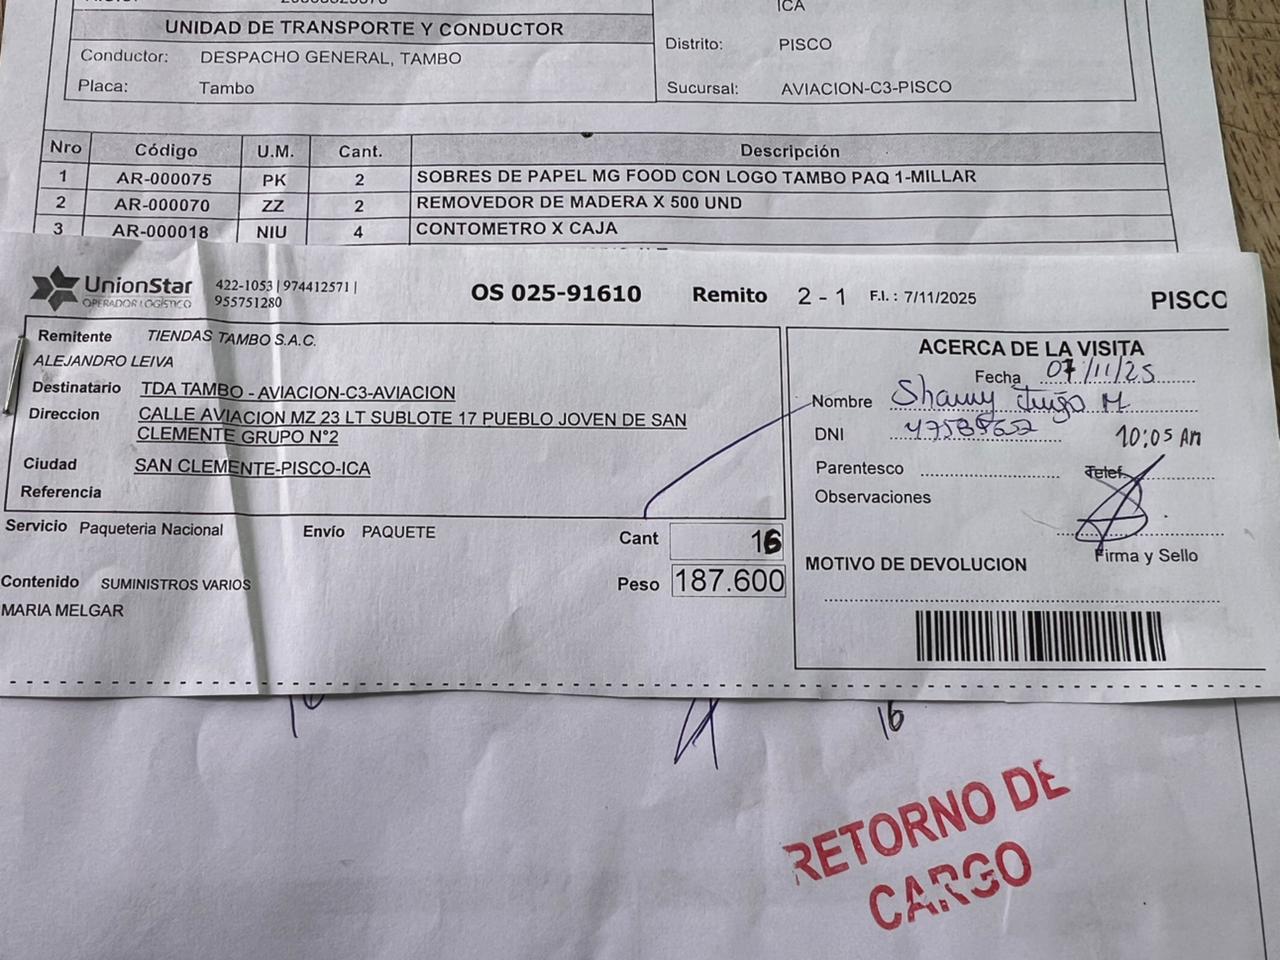 ICA
UNIDAD DE TRANSPORTE Y CONDUCTOR
Conductor: DESPACHO GENERAL, TAMBO
Placa: Tambo
Distrito: PISCO
Sucursal: AVIACION-C3-PISCO
Nro Código U.M. Cant. Descripción
1 AR-000075 PK 2 SOBRES DE PAPEL MG FOOD CON LOGO TAMBO PAQ 1-MILLAR
2 AR-000070 ZZ 2 REMOVEDOR DE MADERA X 500 UND
3 AR-000018 NIU 4 CONTOMETRO X CAJA
UnionStar
OPERADOR LOGÍSTICO
422-1053 | 974412571 |
955751280
OS 025-91610 Remito 2 - 1 F.I. : 7/11/2025 PISCO
Remitente TIENDAS TAMBO S.A.C.
ALEJANDRO LEIVA
Destinatario TDA TAMBO - AVIACION-C3-AVIACION
Direccion CALLE AVIACION MZ 23 LT SUBLOTE 17 PUEBLO JOVEN DE SAN
CLEMENTE GRUPO N°2
Ciudad SAN CLEMENTE-PISCO-ICA
Referencia
Servicio Paqueteria Nacional Envío PAQUETE Cant 16
Peso 187.600
Contenido SUMINISTROS VARIOS
MARIA MELGAR
ACERCA DE LA VISITA
Fecha 07/11/25
Nombre
DNI
10:05 Am
Parentesco Telef.
Observaciones
Firma y Sello
MOTIVO DE DEVOLUCION
16
RETORNO DE
CARGO